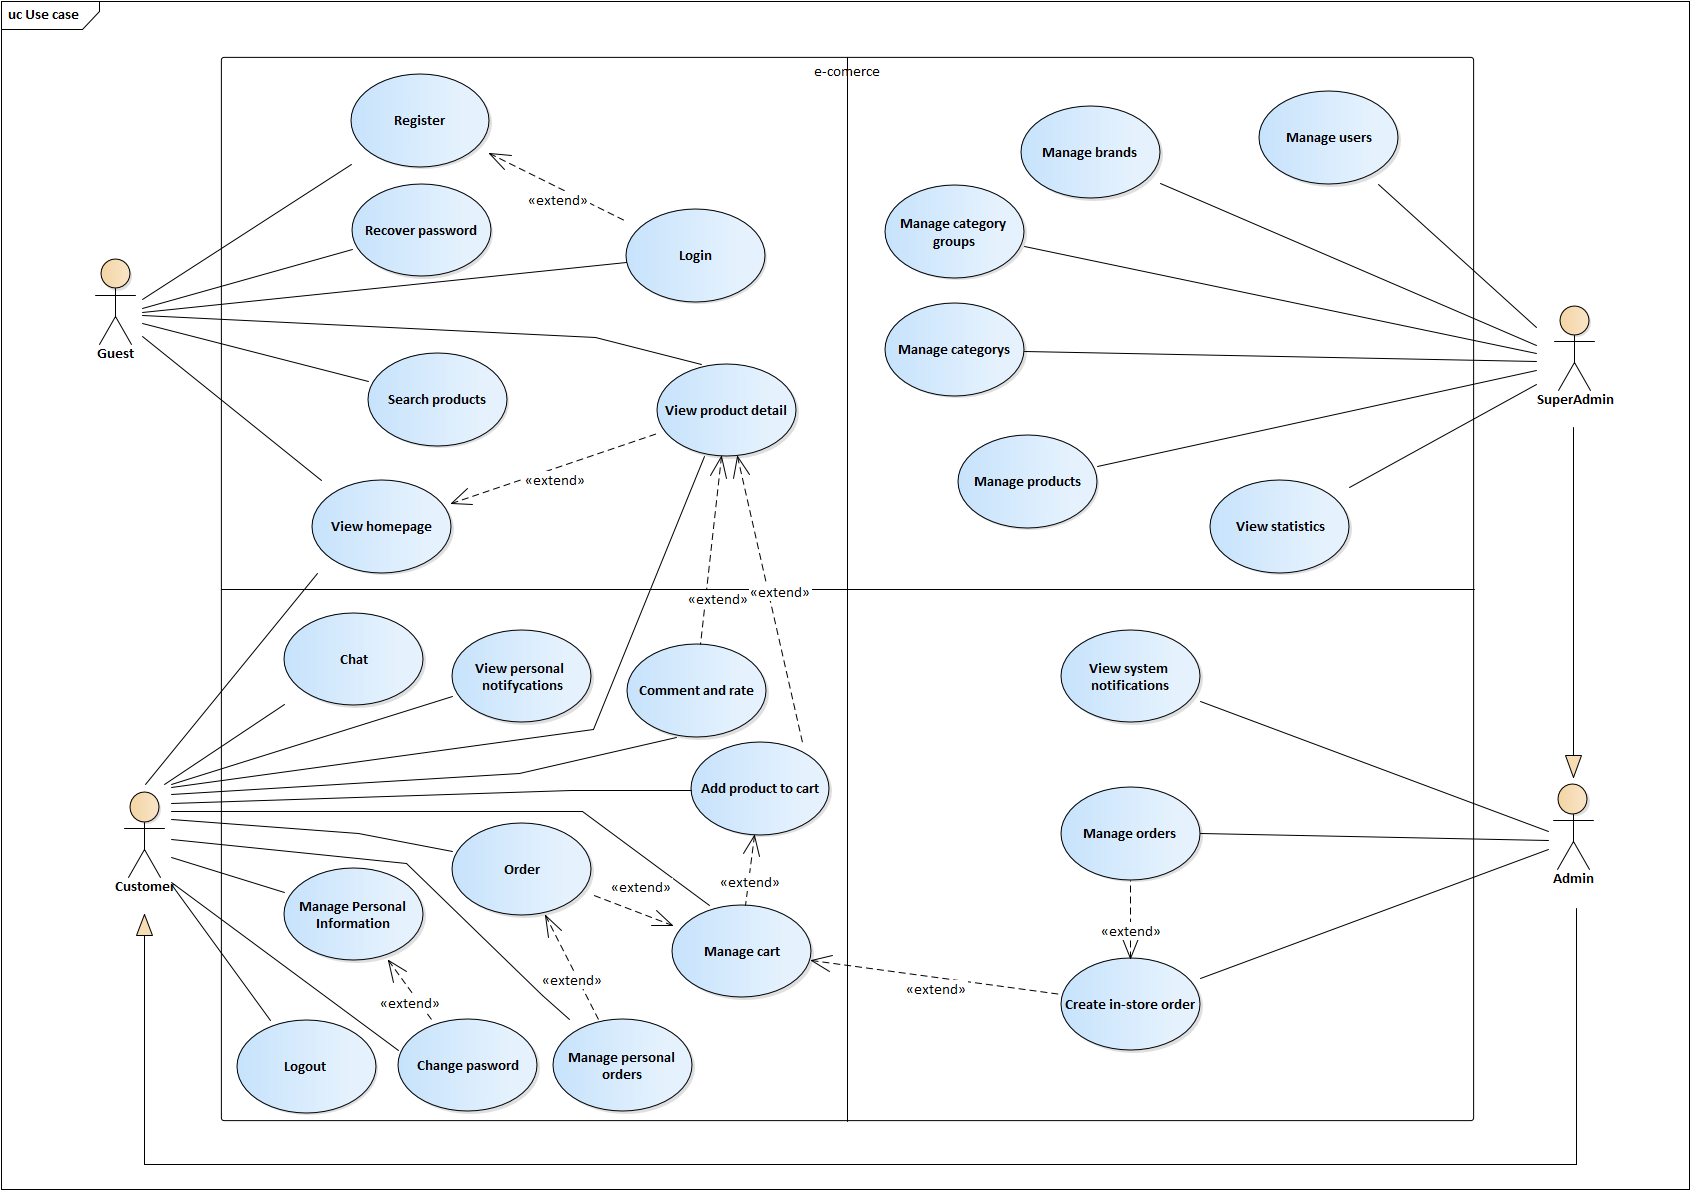 uc Use case
e-comerce
Register
Manage brands
Manage users
«extend»
Recover password
Manage category
groups
Login
Guest
Search products
View product detail
Manage categorys
SuperAdmin
«extend»
Manage products
View homepage
View statistics
«extend»
«extend»
Chat
View personal
notifycations
Comment and rate
View system
notifications
Add product to cart
Customer
Order
«extend»
«extend»
Manage orders
Admin
Manage Personal
Information
Manage cart
«extend»
«extend»
«extend»
«extend»
Create in-store order
Logout
Change pasword
Manage personal
orders